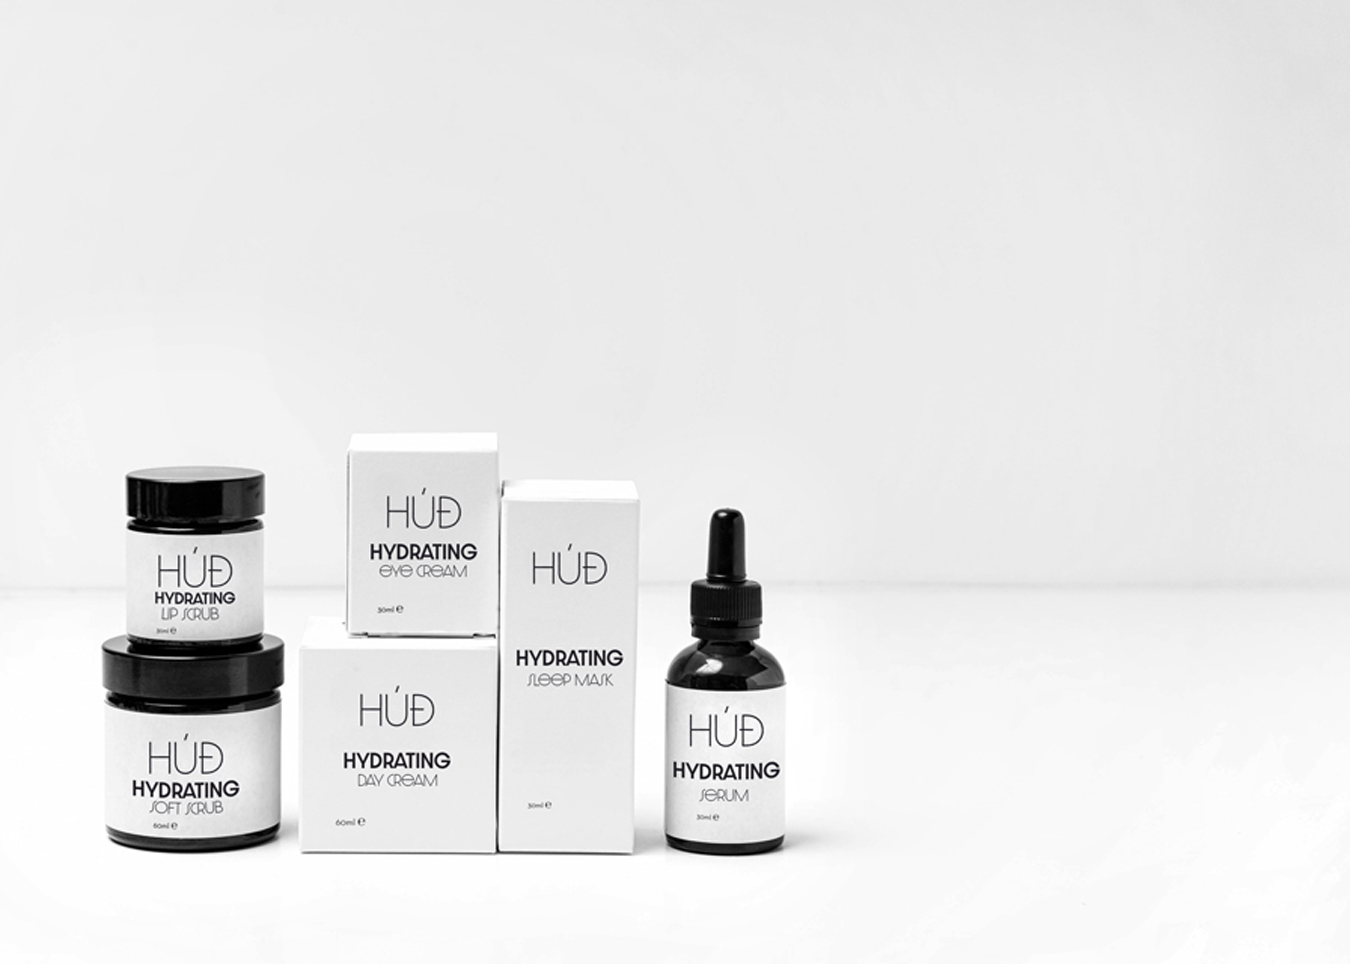 HÚÐ
HYDRATING
LIP SCRUB
30ml ℮
HÚÐ
HYDRATING
SOFT SCRUB
60ml ℮
HÚÐ
HYDRATING
EYE CREAM
30ml ℮
HÚÐ
HYDRATING
DAY CREAM
60ml ℮
HÚÐ
HYDRATING
SLEEP MASK
50ml ℮
HÚÐ
HYDRATING
SERUM
30ml ℮